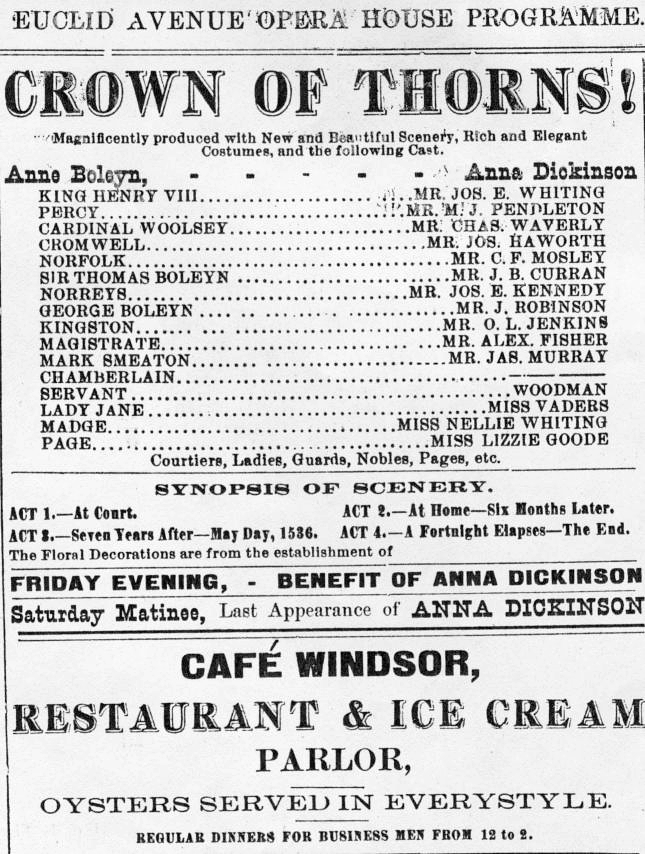 EUCLID AVENUE OPERA HOUSE PROGRAMME.
CROWN OF THORNS!
Magnificently produced with New and Beautiful Scenery, Rich and Elegant
Costumes, and the following Cast.
Anne Boleyn, - - - - - Anna Dickinson
KING HENRY VIII. MR. JOS. E. WHITING
PERCY MR. M. J. PENDLETON
CARDINAL WOOLSEY MR. CHAS. WAVERLY
CROMWELL MR. JOS. HAWORTH
NORFOLK MR. C. F. MOSLEY
SIR THOMAS BOLEYN MR. J. B. CURRAN
NORREYS MR. JOS. E. KENNEDY
GEORGE BOLEYN MR. J. ROBINSON
KINGSTON MR. O. L. JENKINS
MAGISTRATE MR. ALEX. FISHER
MARK SMEATON MR. JAS. MURRAY
CHAMBERLAIN — — —
SERVANT WOODMAN
LADY JANE MISS VADERS
MADGE MISS NELLIE WHITING
PAGE MISS LIZZIE GOODE
Courtiers, Ladies, Guards, Nobles, Pages, etc.
SYNOPSIS OF SCENERY.
ACT 1.—At Court. ACT 2.—At Home—Six Months Later.
ACT 3.—Seven Years After—May Day, 1536. ACT 4.—A Fortnight Elapses—The End.
The Floral Decorations are from the establishment of
FRIDAY EVENING, - BENEFIT OF ANNA DICKINSON
Saturday Matinee, Last Appearance of ANNA DICKINSON
CAFÉ WINDSOR,
RESTAURANT & ICE CREAM
PARLOR,
OYSTERS SERVED IN EVERYSTYLE.
REGULAR DINNERS FOR BUSINESS MEN FROM 12 to 2.